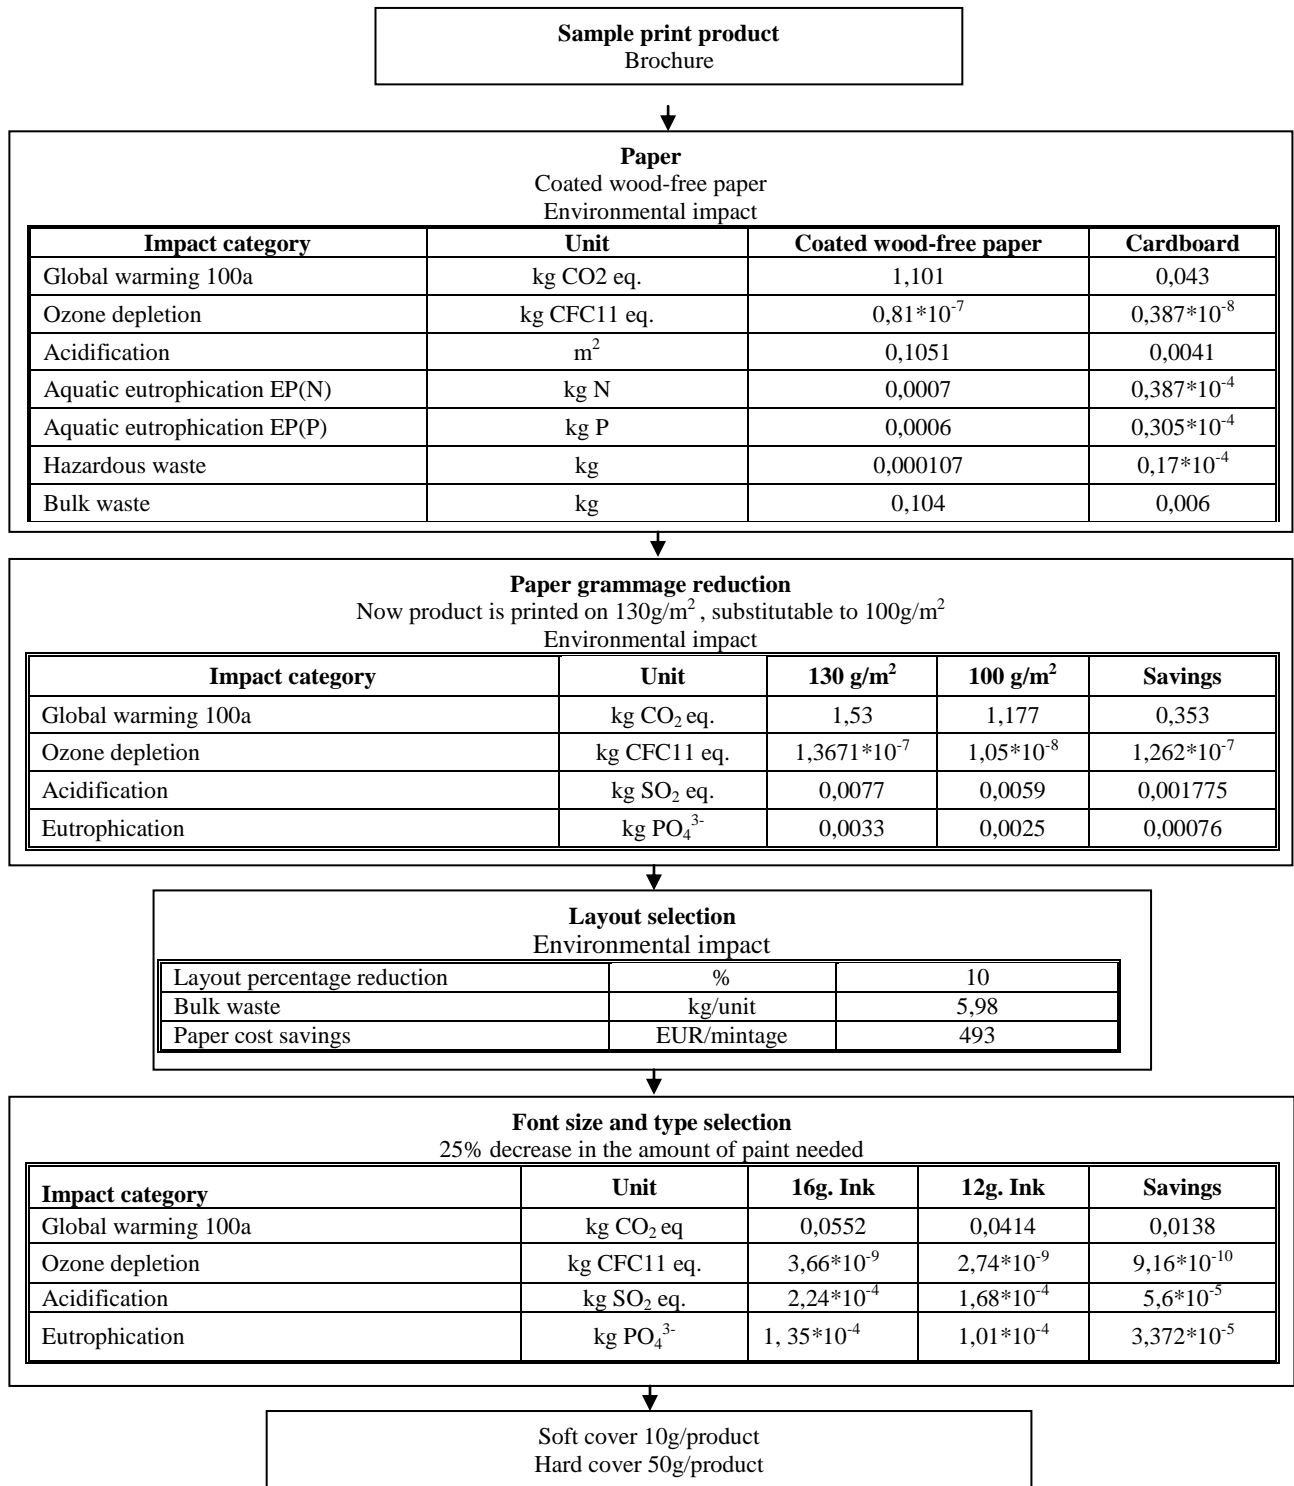 Sample print product
Brochure
Paper
Coated wood-free paper
Environmental impact
Impact category Unit Coated wood-free paper Cardboard
Global warming 100a kg CO2 eq. 1,101 0,043
Ozone depletion kg CFC11 eq. 0,81*10^-7 0,387*10^-8
Acidification m^2 0,1051 0,0041
Aquatic eutrophication EP(N) kg N 0,0007 0,387*10^-4
Aquatic eutrophication EP(P) kg P 0,0006 0,305*10^-4
Hazardous waste kg 0,000107 0,17*10^-4
Bulk waste kg 0,104 0,006
Paper grammage reduction
Now product is printed on 130g/m^2 , substitutable to 100g/m^2
Environmental impact
Impact category Unit 130 g/m^2 100 g/m^2 Savings
Global warming 100a kg CO₂ eq. 1,53 1,177 0,353
Ozone depletion kg CFC11 eq. 1,3671*10^-7 1,05*10^-8 1,262*10^-7
Acidification kg SO₂ eq. 0,0077 0,0059 0,001775
Eutrophication kg PO₄^3- 0,0033 0,0025 0,00076
Layout selection
Environmental impact
Layout percentage reduction % 10
Bulk waste kg/unit 5,98
Paper cost savings EUR/mintage 493
Font size and type selection
25% decrease in the amount of paint needed
Impact category Unit 16g. Ink 12g. Ink Savings
Global warming 100a kg CO₂ eq 0,0552 0,0414 0,0138
Ozone depletion kg CFC11 eq. 3,66*10^-9 2,74*10^-9 9,16*10^-10
Acidification kg SO₂ eq. 2,24*10^-4 1,68*10^-4 5,6*10^-5
Eutrophication kg PO₄^3- 1, 35*10^-4 1,01*10^-4 3,372*10^-5
Soft cover 10g/product
Hard cover 50g/product